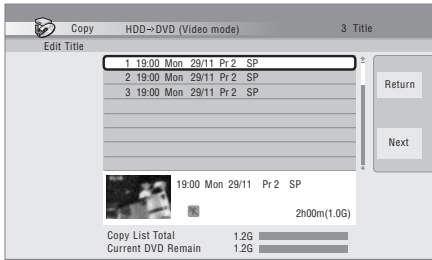 Copy HDD→DVD (Video mode) 3 Title
Edit Title
1 19:00 Mon 29/11 Pr 2 SP
2 19:00 Mon 29/11 Pr 2 SP
3 19:00 Mon 29/11 Pr 2 SP
Return
Next
19:00 Mon 29/11 Pr 2 SP
2h00m(1.0G)
Copy List Total 1.2G
Current DVD Remain 1.2G